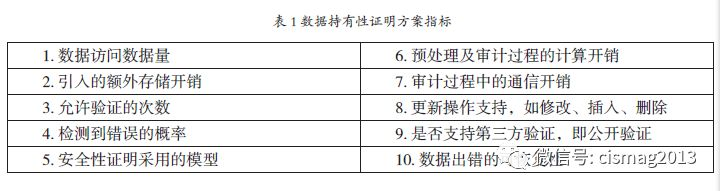 表 1 数据持有性证明方案指标
1. 数据访问数据量
6. 预处理及审计过程的计算开销
2. 引入的额外存储开销
7. 审计过程中的通信开销
3. 允许验证的次数
8. 更新操作支持，如修改、插入、删除
4. 检测到错误的概率
9. 是否支持第三方验证，即公开验证
5. 安全性证明采用的模型
10. 数据出错的
微信号: cismag2013